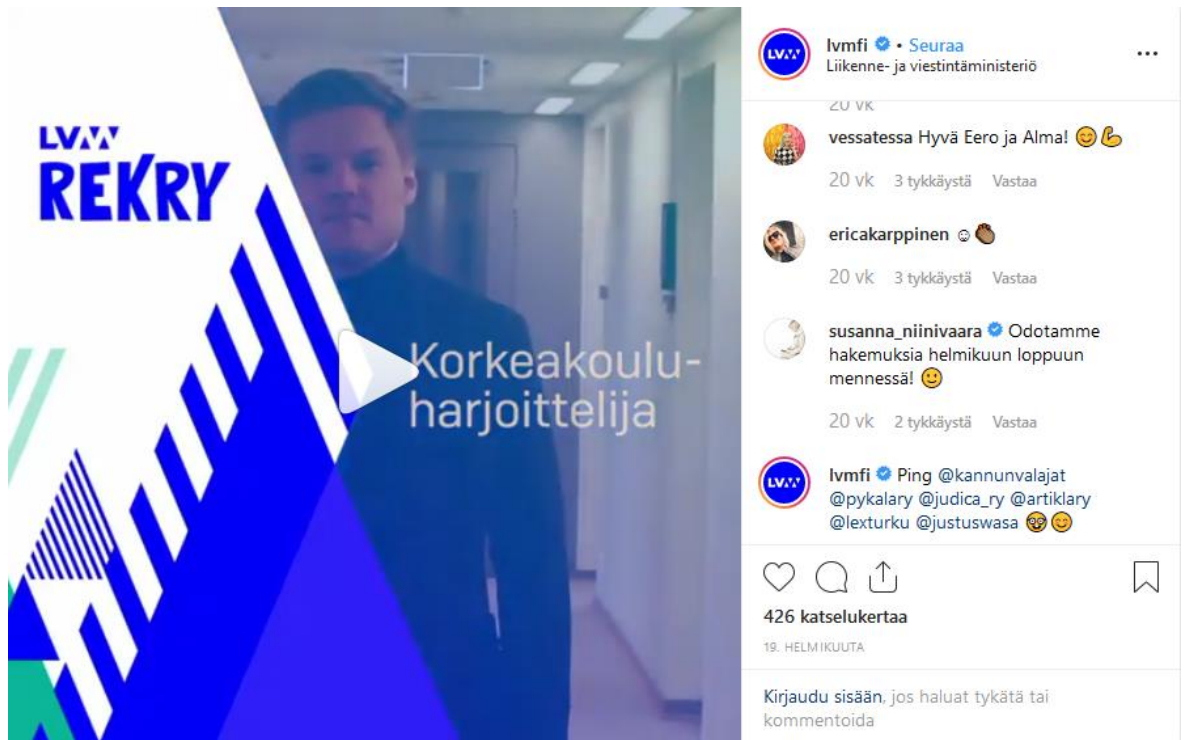 LVM
REKRY
Korkeakoulu-
harjoittelija
lvmfi • Seuraa
Liikenne- ja viestintäministeriö
20 vk
vessatessa Hyvä Eero ja Alma! 😊💪
20 vk 3 tykkäystä Vastaa
ericakarppinen ☺👏🏾
20 vk 3 tykkäystä Vastaa
susanna_niinivaara Odotamme
hakemuksia helmikuun loppuun
mennessä! 🙂
20 vk 2 tykkäystä Vastaa
LVM
lvmfi Ping @kannunvalajat
@pykalary @judica_ry @artiklary
@lexturku @justuswasa 🤓😊
426 katselukertaa
19. HELMIKUUTA
Kirjaudu sisään, jos haluat tykätä tai
kommentoida